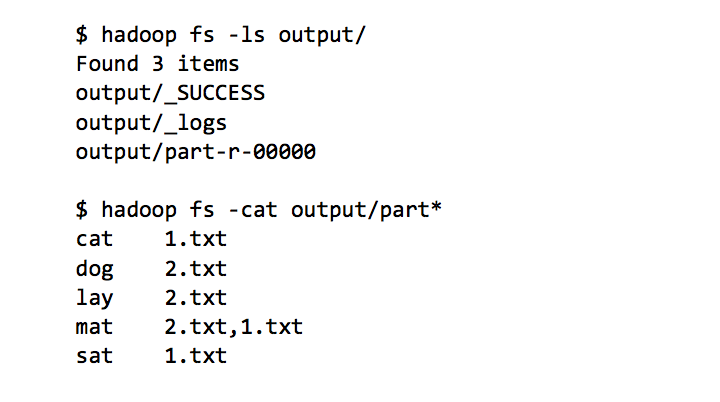 $ hadoop fs -ls output/
Found 3 items
output/_SUCCESS
output/_logs
output/part-r-00000

$ hadoop fs -cat output/part*
cat    1.txt
dog    2.txt
lay    2.txt
mat    2.txt,1.txt
sat    1.txt